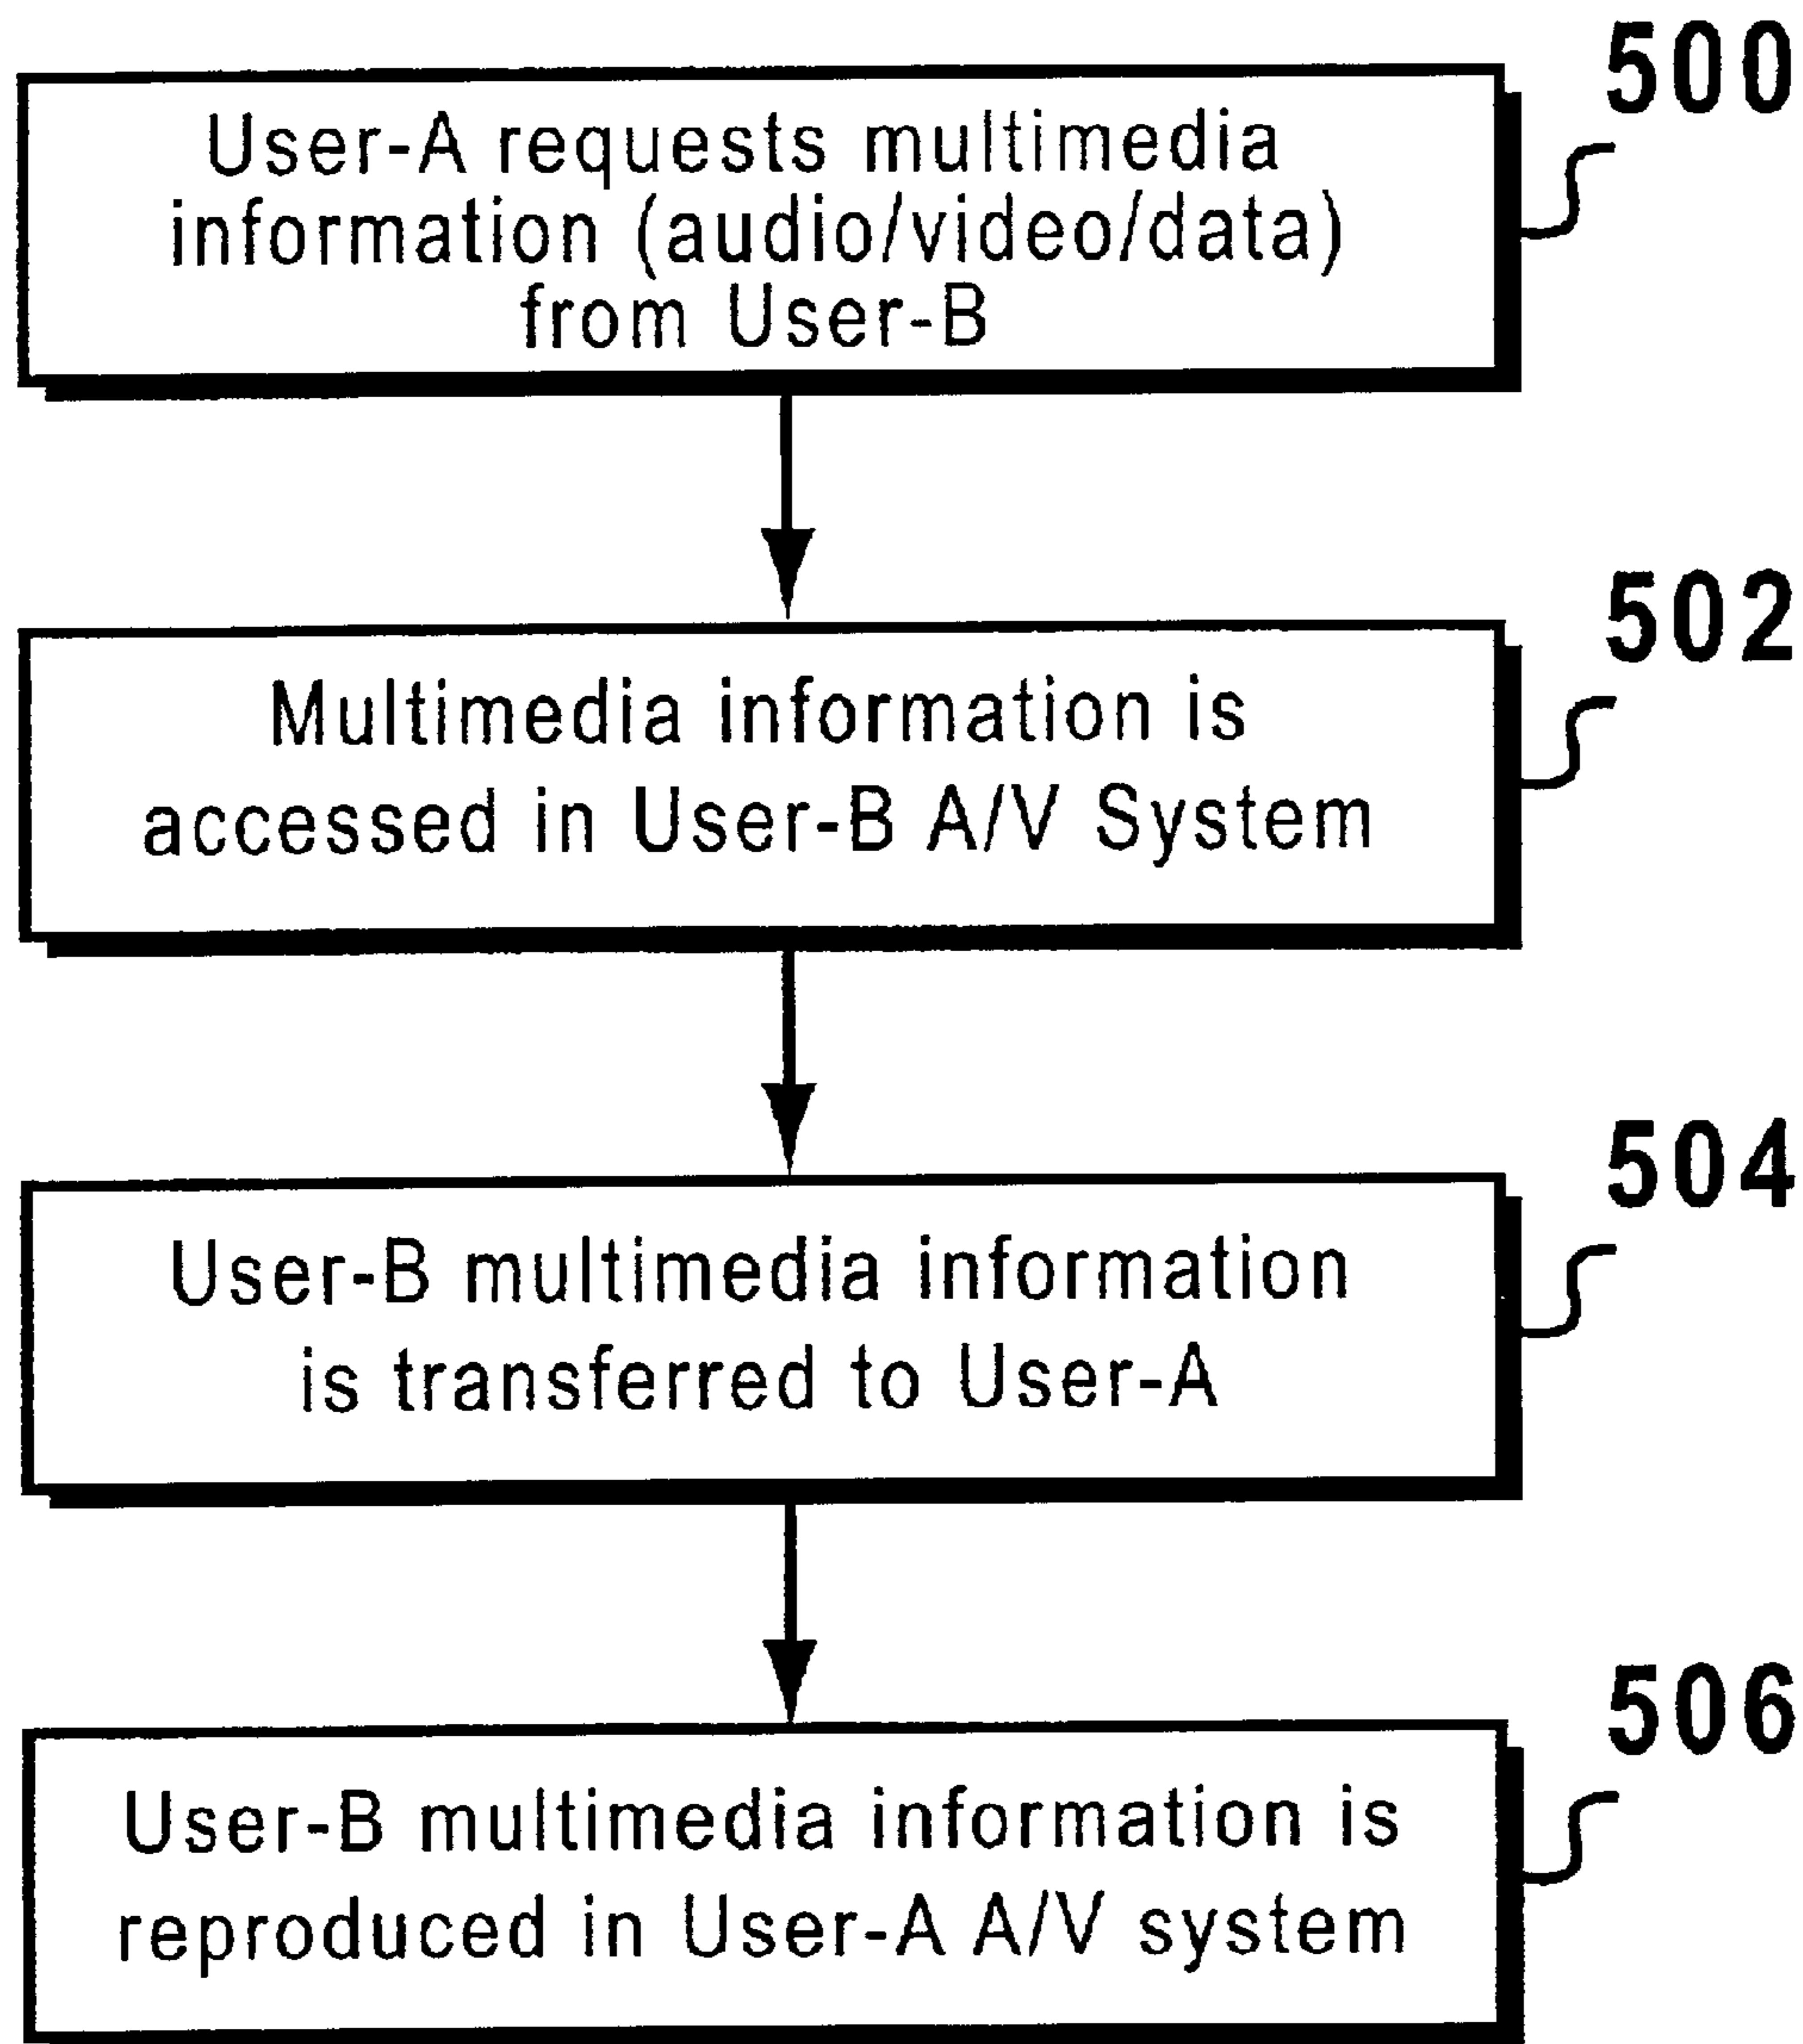 500
User-A requests multimedia
information (audio/video/data)
from User-B
502
Multimedia information is
accessed in User-B A/V System
504
User-B multimedia information
is transferred to User-A
506
User-B multimedia information is
reproduced in User-A A/V system